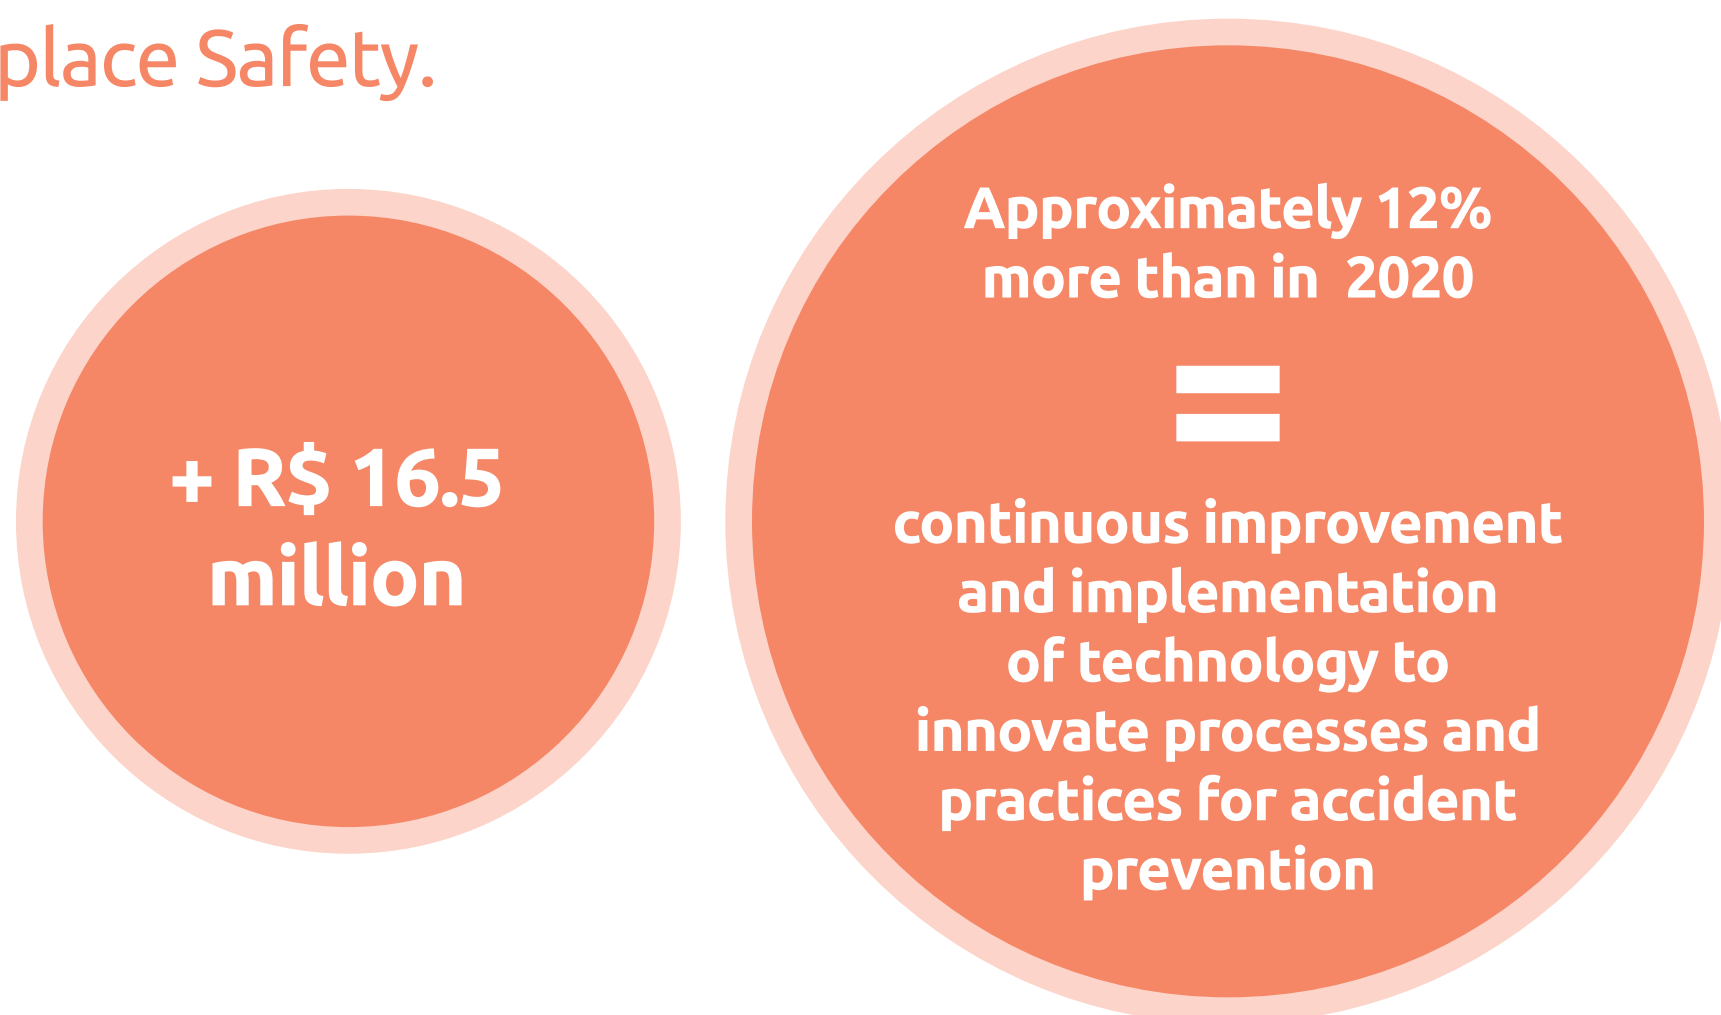 place Safety.
+ R$ 16.5
million
Approximately 12%
more than in 2020
=
continuous improvement
and implementation
of technology to
innovate processes and
practices for accident
prevention